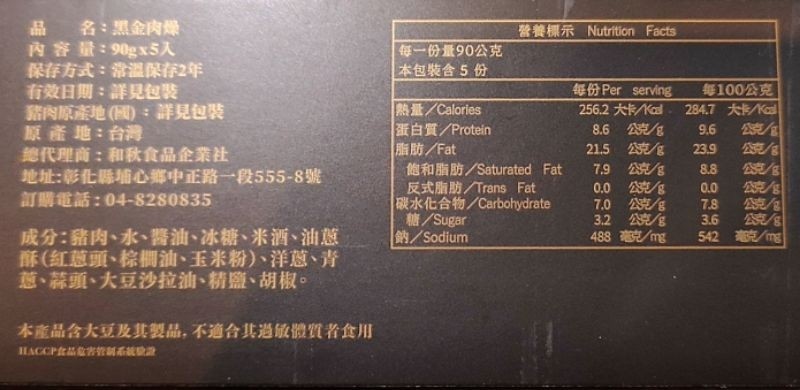 品　名：黑金肉燥
內 容 量：90gx5入
保存方式：常溫保存2年
有效日期：詳見包裝
豬肉原產地(國)：詳見包裝
原 產 地：台灣
總代理商：和秋食品企業社
地址:彰化縣埔心鄉中正路一段555-8號
訂購電話：04-8280835
成分：豬肉、水、醬油、冰糖、米酒、油蔥
酥(紅蔥頭、棕櫚油、玉米粉)、洋蔥、青
蔥、蒜頭、大豆沙拉油、精鹽、胡椒。
本產品含大豆及其製品，不適合其過敏體質者食用
HACCP食品危害管制系統驗證
營養標示 Nutrition Facts
每一份量90公克
本包裝含 5 份
每份Per serving 每100公克
熱量／Calories 256.2 大卡/Kcal 284.7 大卡/Kcal
蛋白質／Protein 8.6 公克/g 9.6 公克/g
脂肪／Fat 21.5 公克/g 23.9 公克/g
飽和脂肪／Saturated Fat 7.9 公克/g 8.8 公克/g
反式脂肪／Trans Fat 0.0 公克/g 0.0 公克/g
碳水化合物／Carbohydrate 7.0 公克/g 7.8 公克/g
糖／Sugar 3.2 公克/g 3.6 公克/g
鈉／Sodium 488 毫克/mg 542 毫克/mg